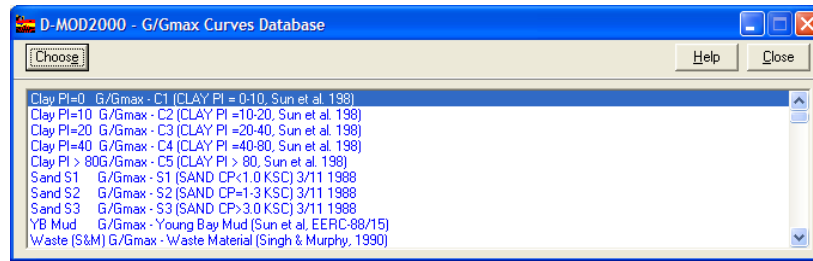 D-MOD2000 - G/Gmax Curves Database
Choose Help Close
Clay PI=0 G/Gmax - C1 (CLAY PI = 0-10, Sun et al. 198)
Clay PI=10 G/Gmax - C2 (CLAY PI =10-20, Sun et al. 198)
Clay PI=20 G/Gmax - C3 (CLAY PI =20-40, Sun et al. 198)
Clay PI=40 G/Gmax - C4 (CLAY PI =40-80, Sun et al. 198)
Clay PI > 80G/Gmax - C5 (CLAY PI > 80, Sun et al. 198)
Sand S1 G/Gmax - S1 (SAND CP<1.0 KSC) 3/11 1988
Sand S2 G/Gmax - S2 (SAND CP=1-3 KSC) 3/11 1988
Sand S3 G/Gmax - S3 (SAND CP>3.0 KSC) 3/11 1988
YB Mud G/Gmax - Young Bay Mud (Sun et al, EERC-88/15)
Waste (S&M) G/Gmax - Waste Material (Singh & Murphy, 1990)